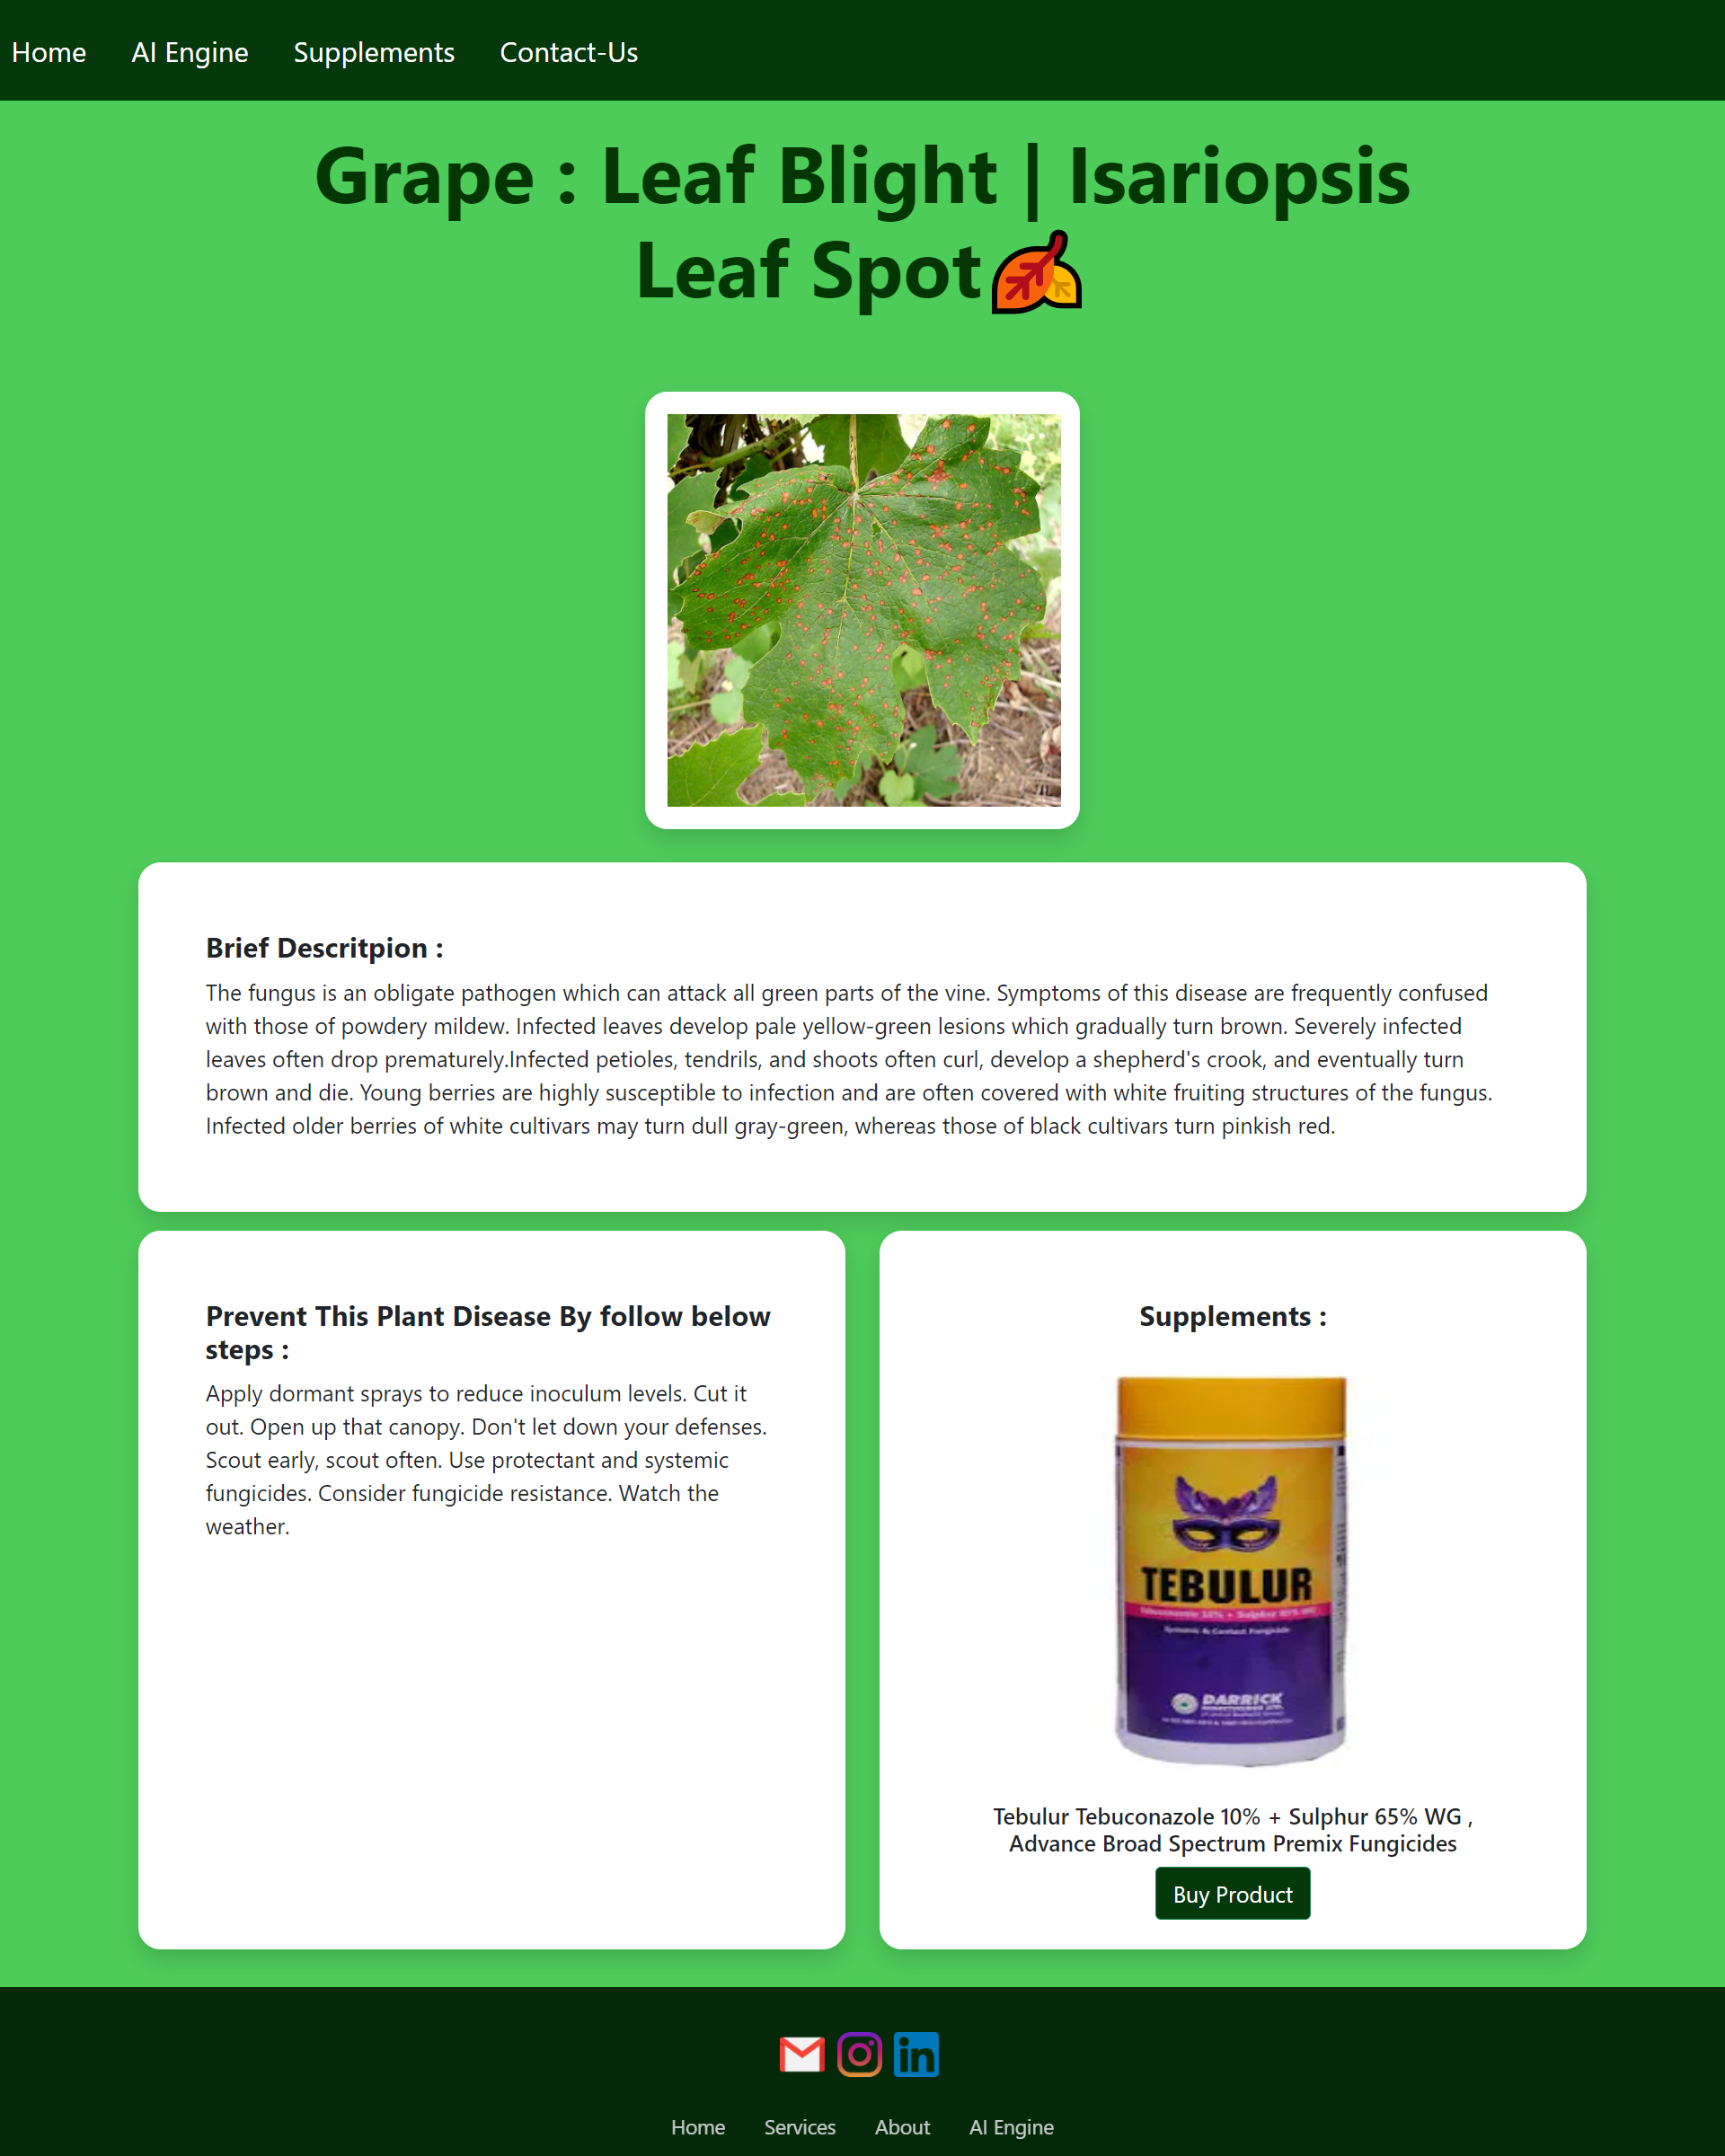 Home AI Engine Supplements Contact-Us
Grape : Leaf Blight | Isariopsis
Leaf Spot
Brief Descritpion :
The fungus is an obligate pathogen which can attack all green parts of the vine. Symptoms of this disease are frequently confused
with those of powdery mildew. Infected leaves develop pale yellow-green lesions which gradually turn brown. Severely infected
leaves often drop prematurely.Infected petioles, tendrils, and shoots often curl, develop a shepherd's crook, and eventually turn
brown and die. Young berries are highly susceptible to infection and are often covered with white fruiting structures of the fungus.
Infected older berries of white cultivars may turn dull gray-green, whereas those of black cultivars turn pinkish red.
Prevent This Plant Disease By follow below
steps :
Apply dormant sprays to reduce inoculum levels. Cut it
out. Open up that canopy. Don't let down your defenses.
Scout early, scout often. Use protectant and systemic
fungicides. Consider fungicide resistance. Watch the
weather.
Supplements :
TEBULUR
Tebuconazole 10% + Sulphur 65% WG
Systemic & Contact Fungicide
DARRICK
Tebulur Tebuconazole 10% + Sulphur 65% WG ,
Advance Broad Spectrum Premix Fungicides
Buy Product
in
Home Services About AI Engine